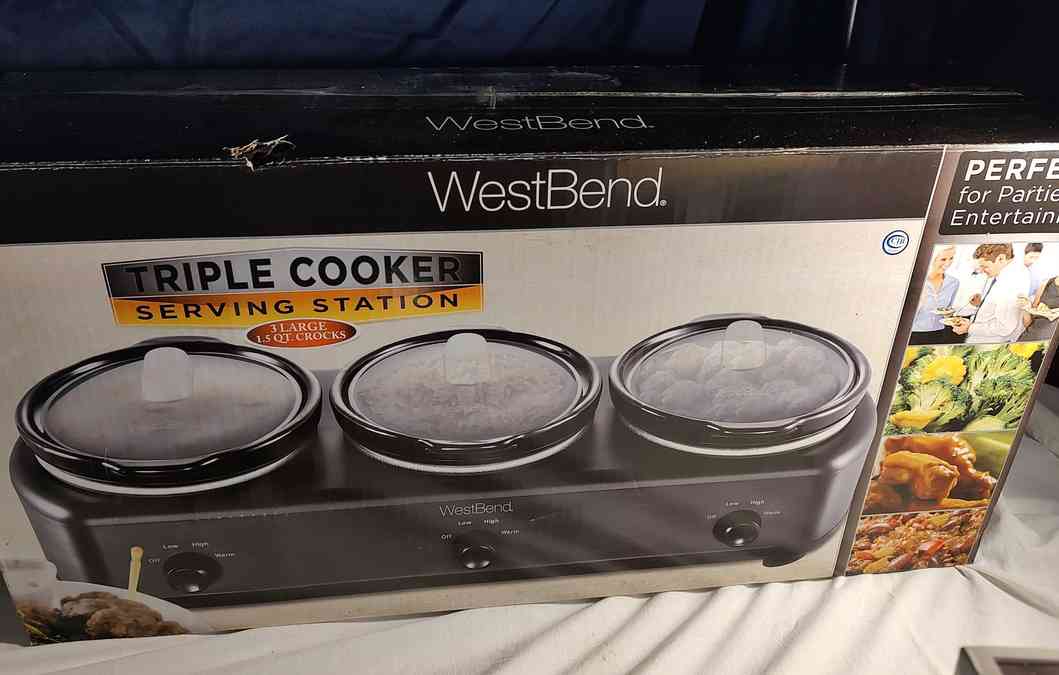 WestBend.
WestBend®
PERFE
for Partie
Entertain
CHI
TRIPLE COOKER
SERVING STATION
3 LARGE
1.5 QT. CROCKS
WestBend.
Off Low High Warm
Off Low High Warm
Off Low High Warm